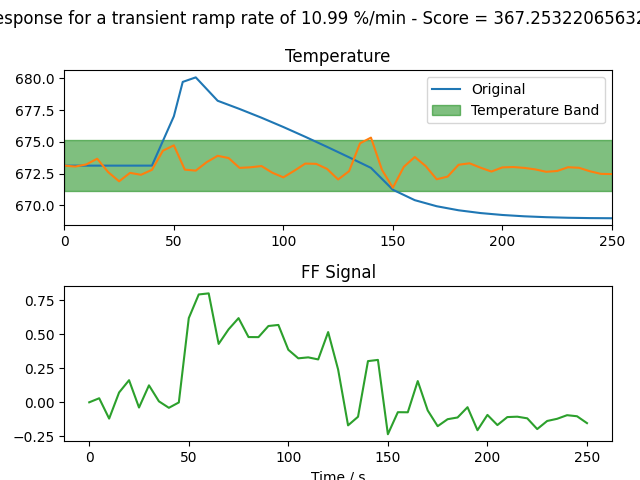 esponse for a transient ramp rate of 10.99 %/min - Score = 367.25322065632
Temperature
680.0
677.5
675.0
672.5
670.0
Original
Temperature Band
0 50 100 150 200 250
FF Signal
0.75
0.50
0.25
0.00
−0.25
0 50 100 150 200 250
Time / s